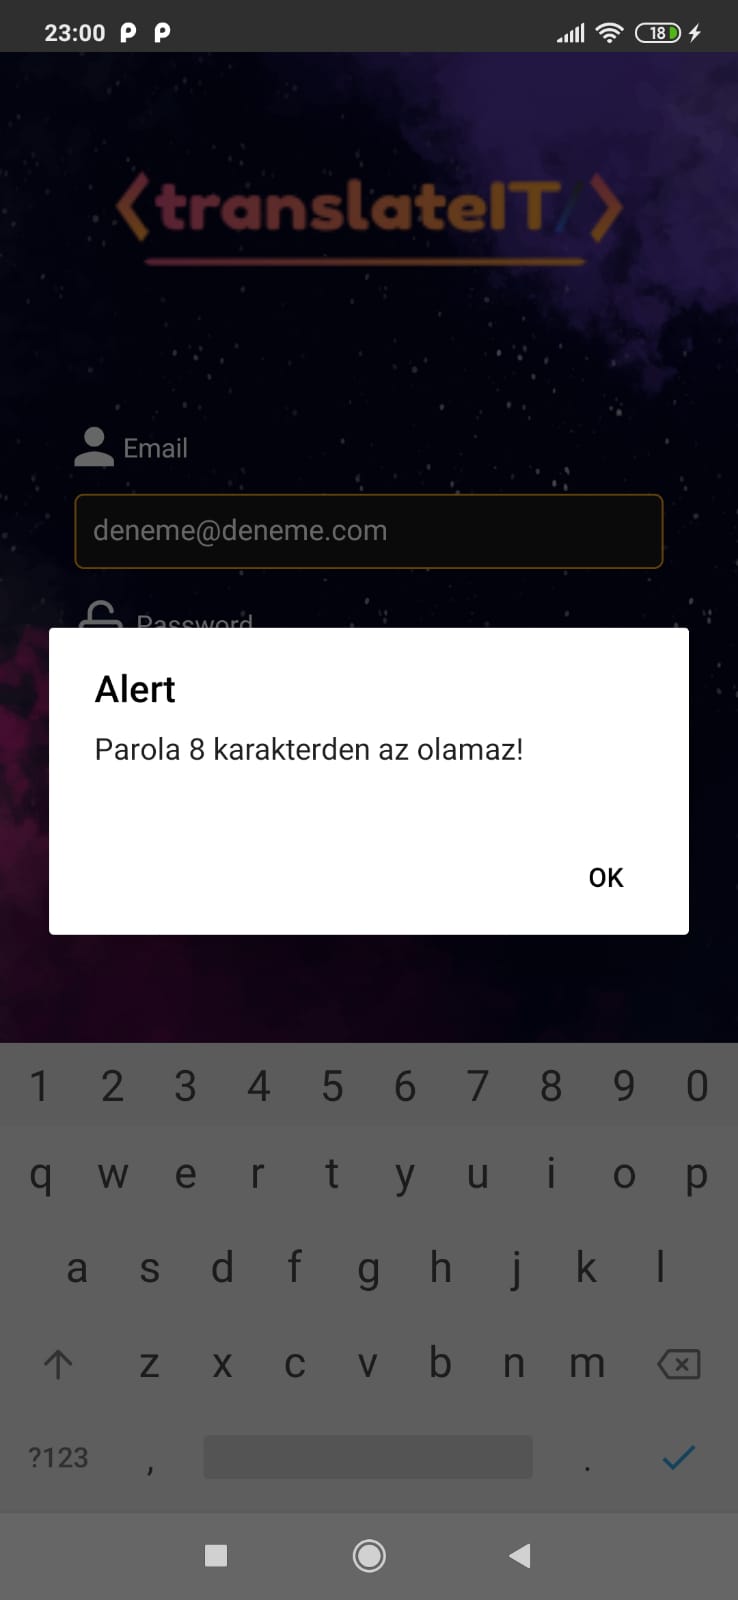 23:00
18
<translateIT/>
Email
deneme@deneme.com
Password
Alert
Parola 8 karakterden az olamaz!
OK
1 2 3 4 5 6 7 8 9 0
q w e r t y u i o p
a s d f g h j k l
z x c v b n m
?123 , .